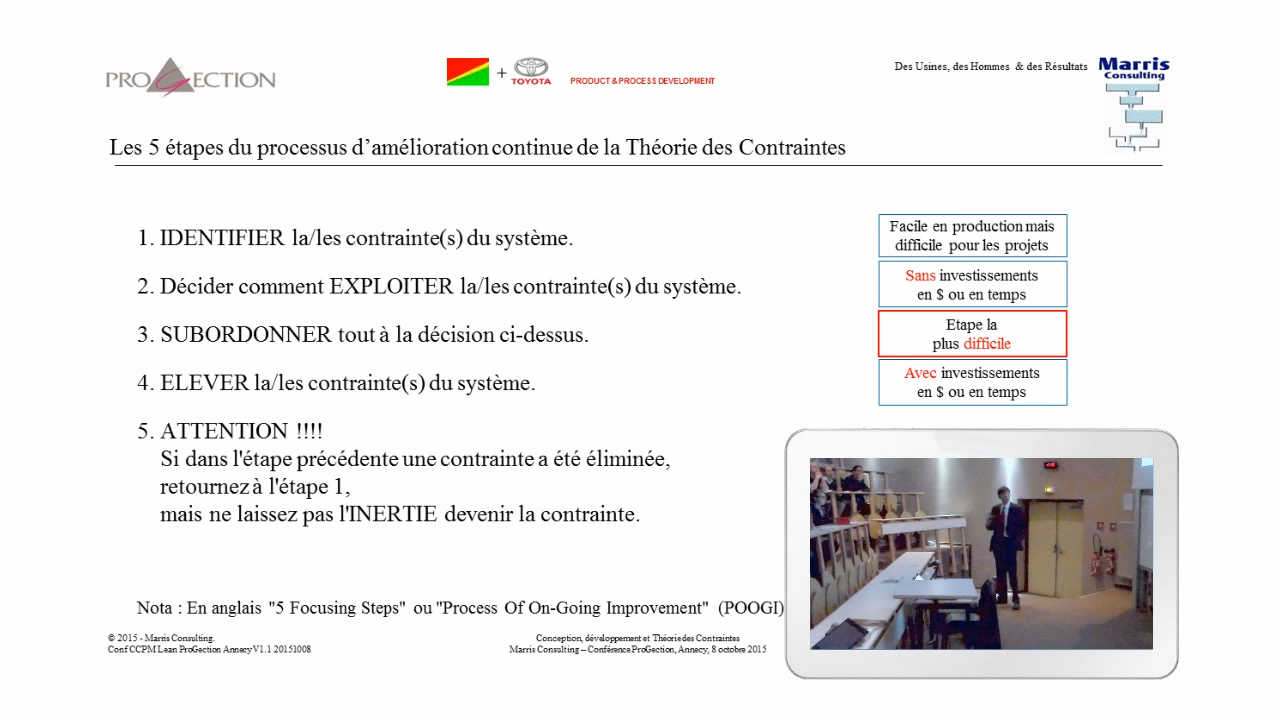 PROGECTION
+
TOYOTA
PRODUCT & PROCESS DEVELOPMENT
Des Usines, des Hommes & des Résultats
Marris
Consulting
Les 5 étapes du processus d'amélioration continue de la Théorie des Contraintes
1. IDENTIFIER la/les contrainte(s) du système.
Facile en production mais
difficile pour les projets
2. Décider comment EXPLOITER la/les contrainte(s) du système.
Sans investissements
en $ ou en temps
3. SUBORDONNER tout à la décision ci-dessus.
Etape la
plus difficile
4. ELEVER la/les contrainte(s) du système.
Avec investissements
en $ ou en temps
5. ATTENTION !!!!
Si dans l'étape précédente une contrainte a été éliminée,
retournez à l'étape 1,
mais ne laissez pas l'INERTIE devenir la contrainte.
Nota : En anglais "5 Focusing Steps" ou "Process Of On-Going Improvement" (POOGI)
© 2015 - Marris Consulting.
Conf CCPM Lean ProGection Annecy V1.1 20151008
Conception, développement et Théorie des Contraintes
Marris Consulting – Conférence ProGection, Annecy, 8 octobre 2015